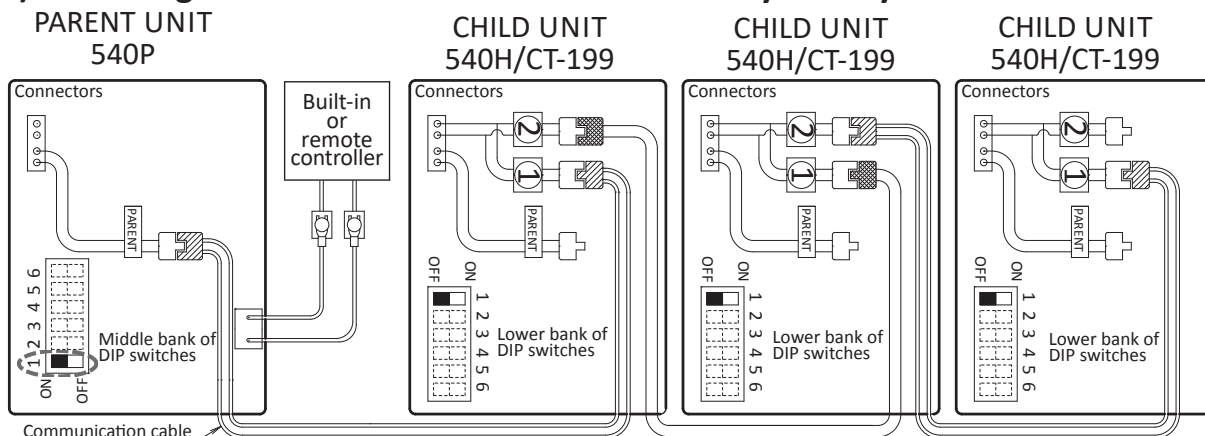 PARENT UNIT
540P
CHILD UNIT
540H/CT-199
CHILD UNIT
540H/CT-199
CHILD UNIT
540H/CT-199
Connectors
Built-in
or
remote
controller
PARENT
Middle bank of
DIP switches
1 2 3 4 5 6
ON
OFF
Communication cable
Connectors
2
1
PARENT
OFF
ON
1 2 3 4 5 6
Lower bank of
DIP switches
Connectors
2
1
PARENT
OFF
ON
1 2 3 4 5 6
Lower bank of
DIP switches
Connectors
2
1
PARENT
OFF
ON
1 2 3 4 5 6
Lower bank of
DIP switches